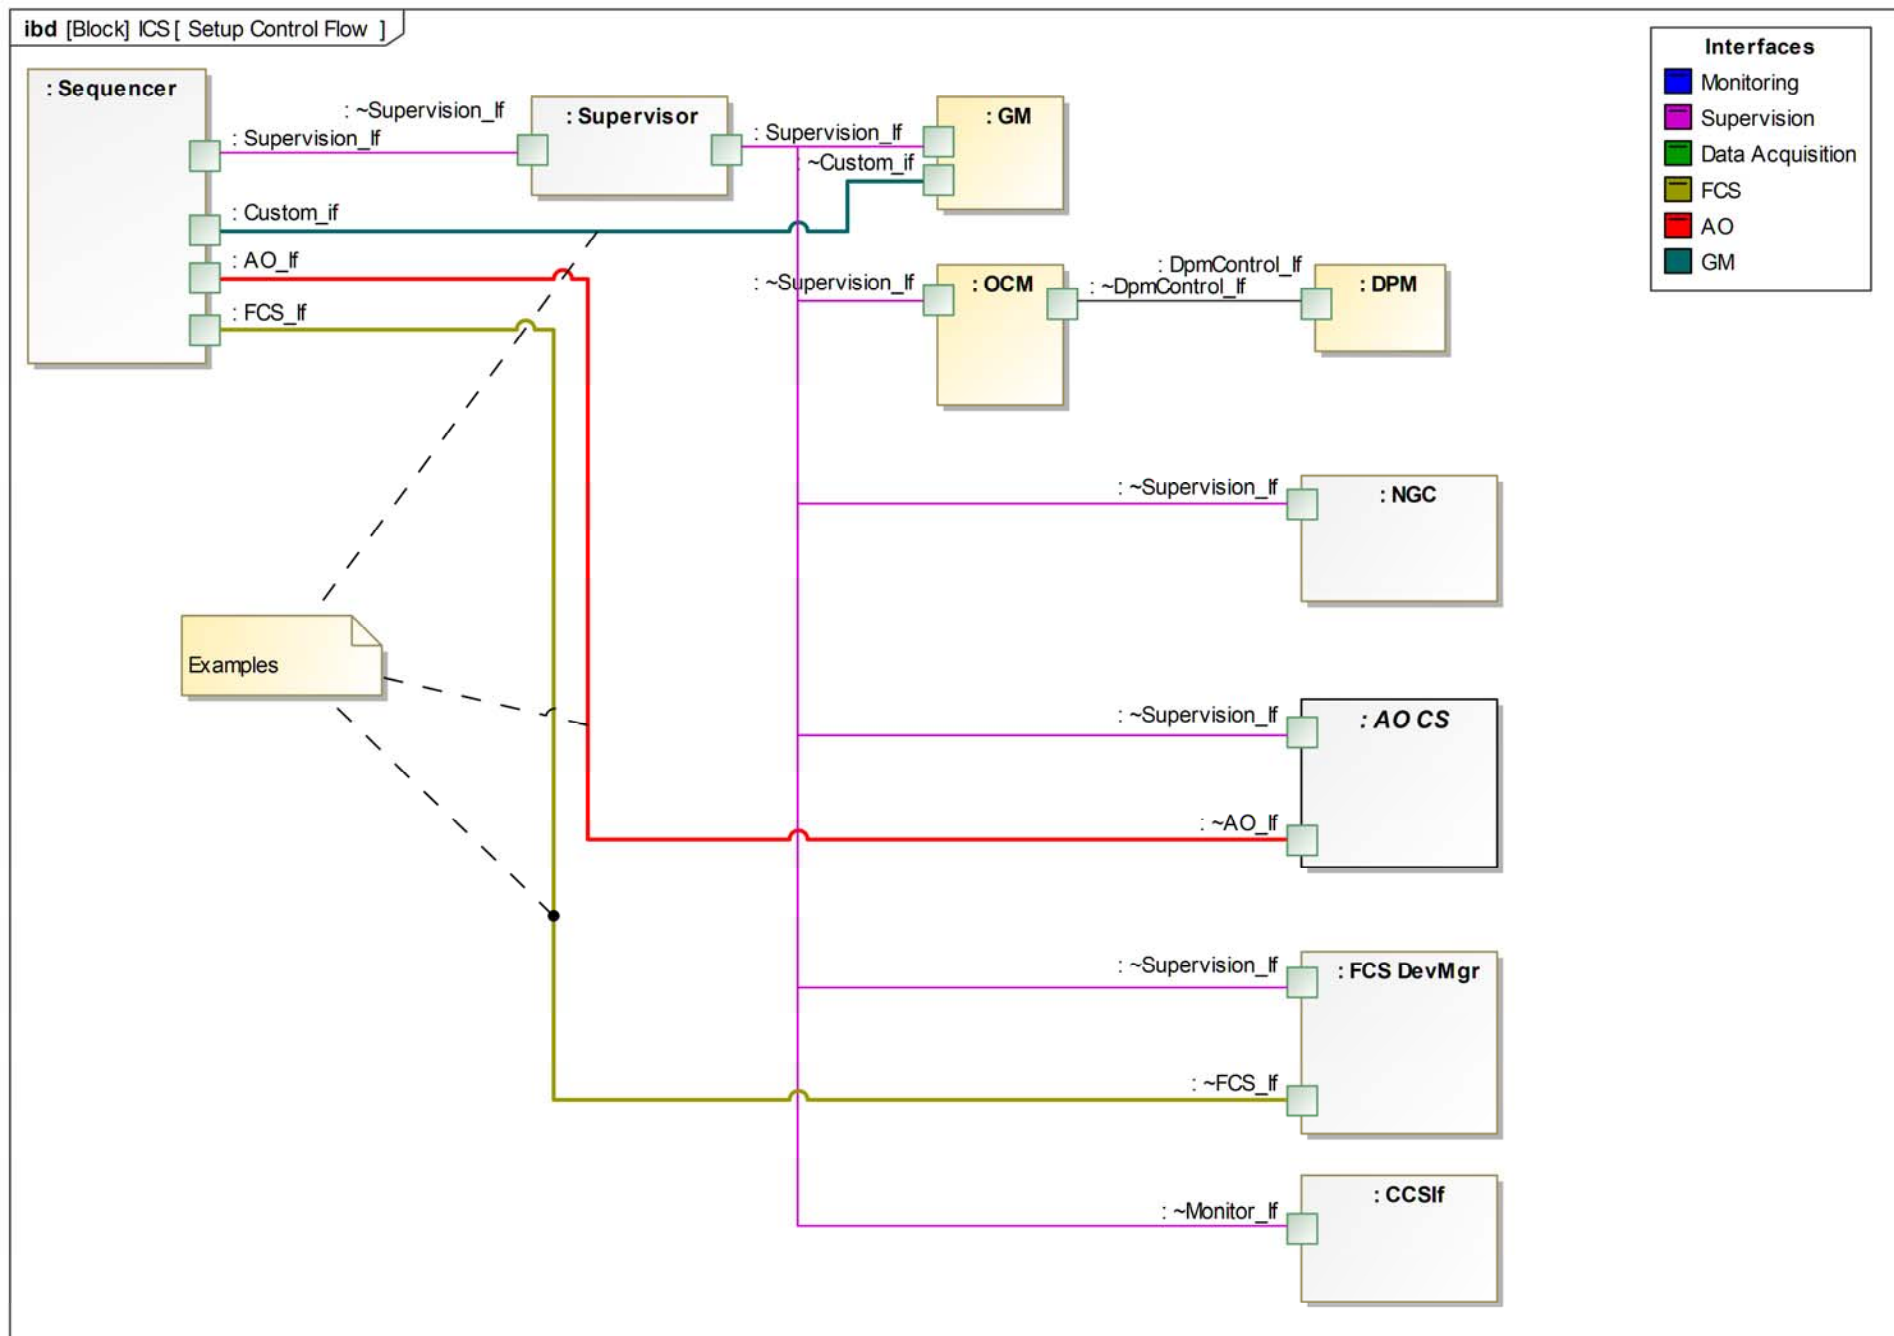 ibd [Block] ICS [ Setup Control Flow ]
Interfaces
Monitoring
Supervision
Data Acquisition
FCS
AO
GM
: Sequencer
: Supervision_If
: Custom_if
: AO_If
: FCS_If
: ~Supervision_If
: Supervisor
: Supervision_If
: ~Custom_if
: GM
: ~Supervision_If
: OCM
: ~DpmControl_If
: DpmControl_If
: DPM
: ~Supervision_If
: NGC
Examples
: ~Supervision_If
: AO CS
: ~AO_If
: ~Supervision_If
: FCS DevMgr
: ~FCS_If
: ~Monitor_If
: CCSIf